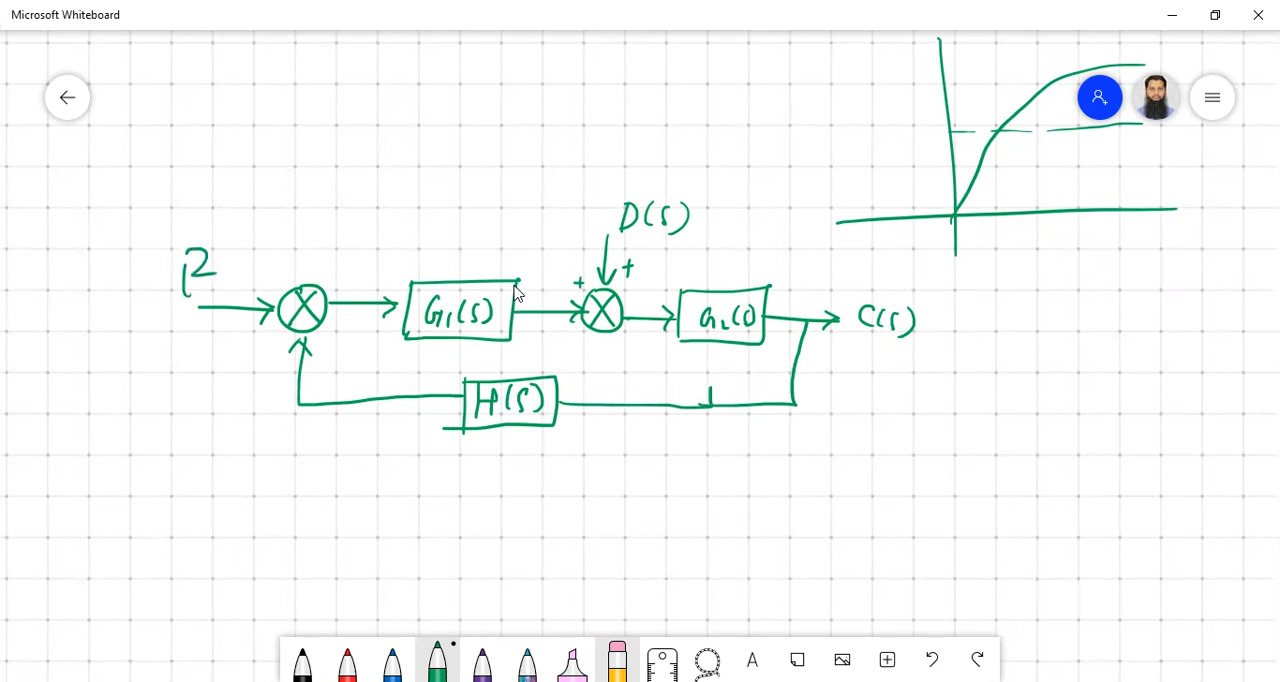 Microsoft Whiteboard
D(s)
R
+ +
G₁(s)
G₂(s)
C(s)
H(s)
A